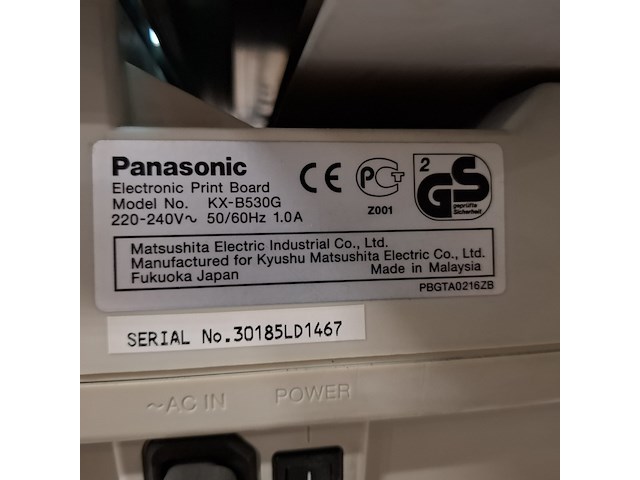 Panasonic
Electronic Print Board
Model No. KX-B530G
220-240V~ 50/60Hz 1.0A
CE
PCT
Z001
2
GS
geprüfte
Sicherheit
Matsushita Electric Industrial Co., Ltd.
Manufactured for Kyushu Matsushita Electric Co., Ltd.
Fukuoka Japan Made in Malaysia
PBGTA0216ZB
SERIAL No.30185LD1467
~AC IN POWER